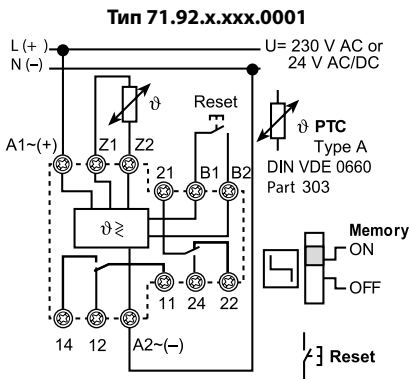 Тип 71.92.x.xxx.0001
L (+)
N (–)
U= 230 V AC or
24 V AC/DC
ϑ
Reset
ϑ PTC
Type A
DIN VDE 0660
Part 303
A1~(+) Z1 Z2
21 B1 B2
ϑ≷
Memory
ON
OFF
11 24 22
14 12 A2~(–)
Reset